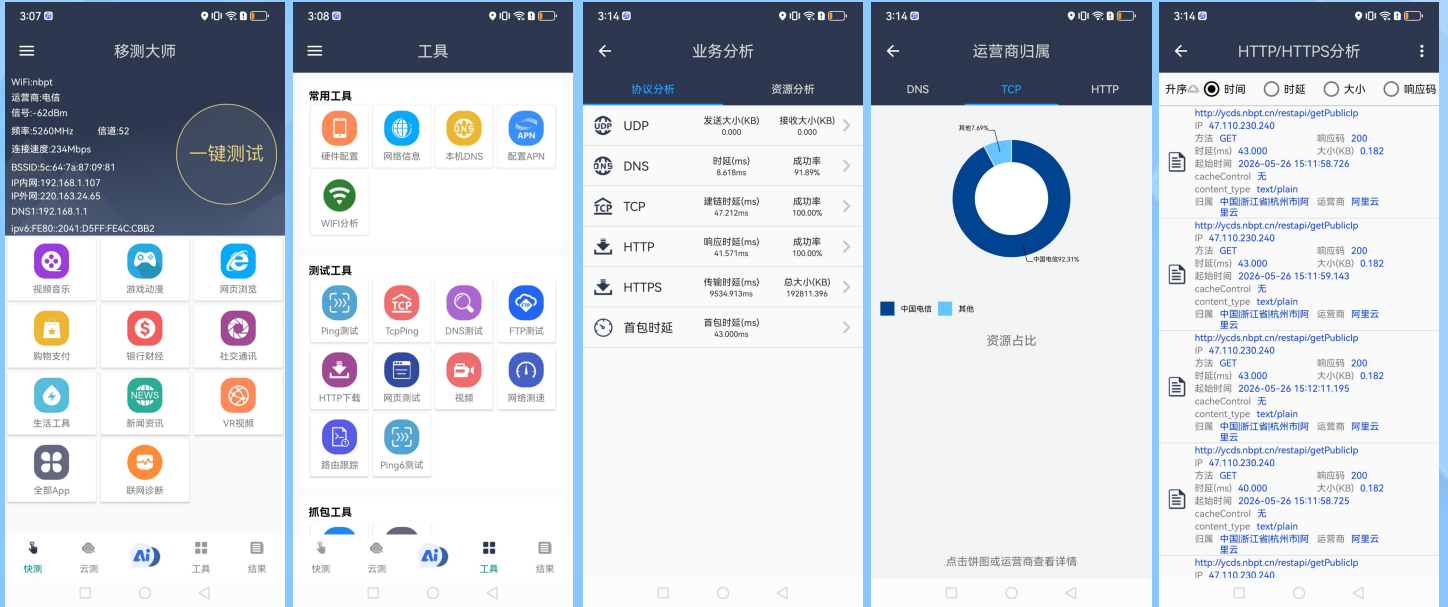 3:07
移测大师
WiFi:nbpt
运营商:电信
信号:-62dBm
频率:5260MHz 信道:52
连接速度:234Mbps
BSSID:5c:64:7a:87:09:81
IP内网:192.168.1.107
IP外网:220.163.24.65
DNS1:192.168.1.1
ipv6:FE80::2041:D5FF:FE4C:CBB2
一键测试
视频音乐 游戏动漫 网页浏览
购物支付 银行财经 社交通讯
NEWS
生活工具 新闻资讯 VR视频
全部App 联网诊断
Ai
快测 云测 工具 结果
3:08
工具
常用工具
DNS APN
硬件配置 网络信息 本机DNS 配置APN
WIFI分析
测试工具
TCP FTP
Ping测试 TcpPing DNS测试 FTP测试
HTTP下载 网页测试 视频 网络测速
路由跟踪 Ping6测试
抓包工具
Ai
快测 云测 工具 结果
3:14
业务分析
协议分析 资源分析
UDP UDP 发送大小(KB) 接收大小(KB)
0.000 0.000
DNS DNS 时延(ms) 成功率
8.618ms 91.89%
TCP TCP 建链时延(ms) 成功率
47.212ms 100.00%
HTTP 响应时延(ms) 成功率
41.571ms 100.00%
HTTPS 传输时延(ms) 总大小(KB)
9534.913ms 192811.396
首包时延 首包时延(ms)
43.000ms
3:14
运营商归属
DNS TCP HTTP
其他7.69%
中国电信92.31%
中国电信 其他
资源占比
点击饼图或运营商查看详情
3:14
HTTP/HTTPS分析
升序 时间 时延 大小 响应码
http://ycds.nbpt.cn/restapi/getPublicIp
IP 47.110.230.240
方法 GET 响应码 200
时延(ms) 43.000 大小(KB) 0.182
起始时间 2026-05-26 15:11:58.726
cacheControl 无
content_type text/plain
归属 中国|浙江省|杭州市|阿 运营商 阿里云
里云
http://ycds.nbpt.cn/restapi/getPublicIp
IP 47.110.230.240
方法 GET 响应码 200
时延(ms) 43.000 大小(KB) 0.182
起始时间 2026-05-26 15:11:59.143
cacheControl 无
content_type text/plain
归属 中国|浙江省|杭州市|阿 运营商 阿里云
里云
http://ycds.nbpt.cn/restapi/getPublicIp
IP 47.110.230.240
方法 GET 响应码 200
时延(ms) 43.000 大小(KB) 0.182
起始时间 2026-05-26 15:12:11.195
cacheControl 无
content_type text/plain
归属 中国|浙江省|杭州市|阿 运营商 阿里云
里云
http://ycds.nbpt.cn/restapi/getPublicIp
IP 47.110.230.240
方法 GET 响应码 200
时延(ms) 40.000 大小(KB) 0.182
起始时间 2026-05-26 15:11:58.725
cacheControl 无
content_type text/plain
归属 中国|浙江省|杭州市|阿 运营商 阿里云
里云
http://ycds.nbpt.cn/restapi/getPublicIp
IP 47.110.230.240